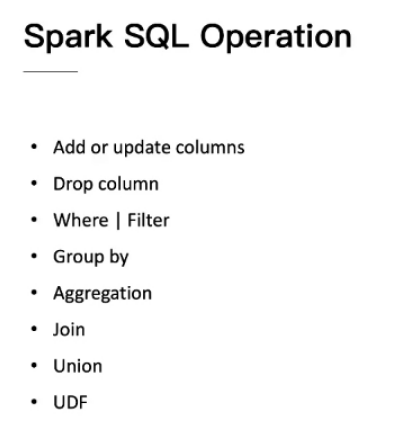 Spark SQL Operation
• Add or update columns
• Drop column
• Where | Filter
• Group by
• Aggregation
• Join
• Union
• UDF